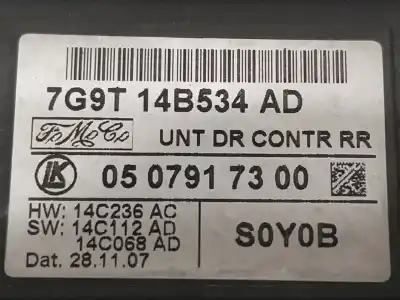 7G9T 14B534 AD
FoMoCo
UNT DR CONTR RR
LK
05 0791 73 00
HW: 14C236 AC
SW: 14C112 AD
14C068 AD
Dat. 28.11.07
S0Y0B